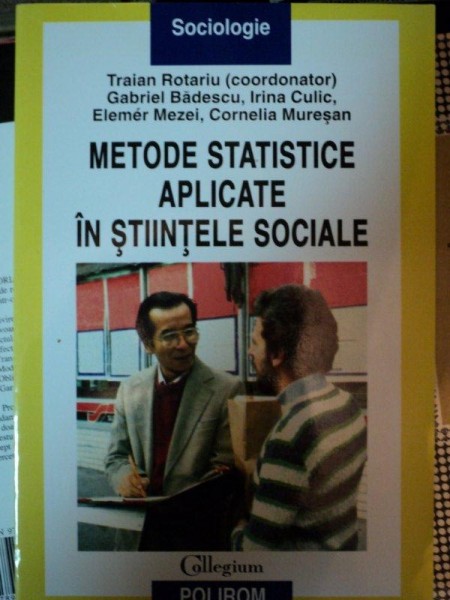 Sociologie
Traian Rotariu (coordonator)
Gabriel Bădescu, Irina Culic,
Elemér Mezei, Cornelia Mureşan
METODE STATISTICE
APLICATE
ÎN ŞTIINŢELE SOCIALE
Collegium
POLIROM